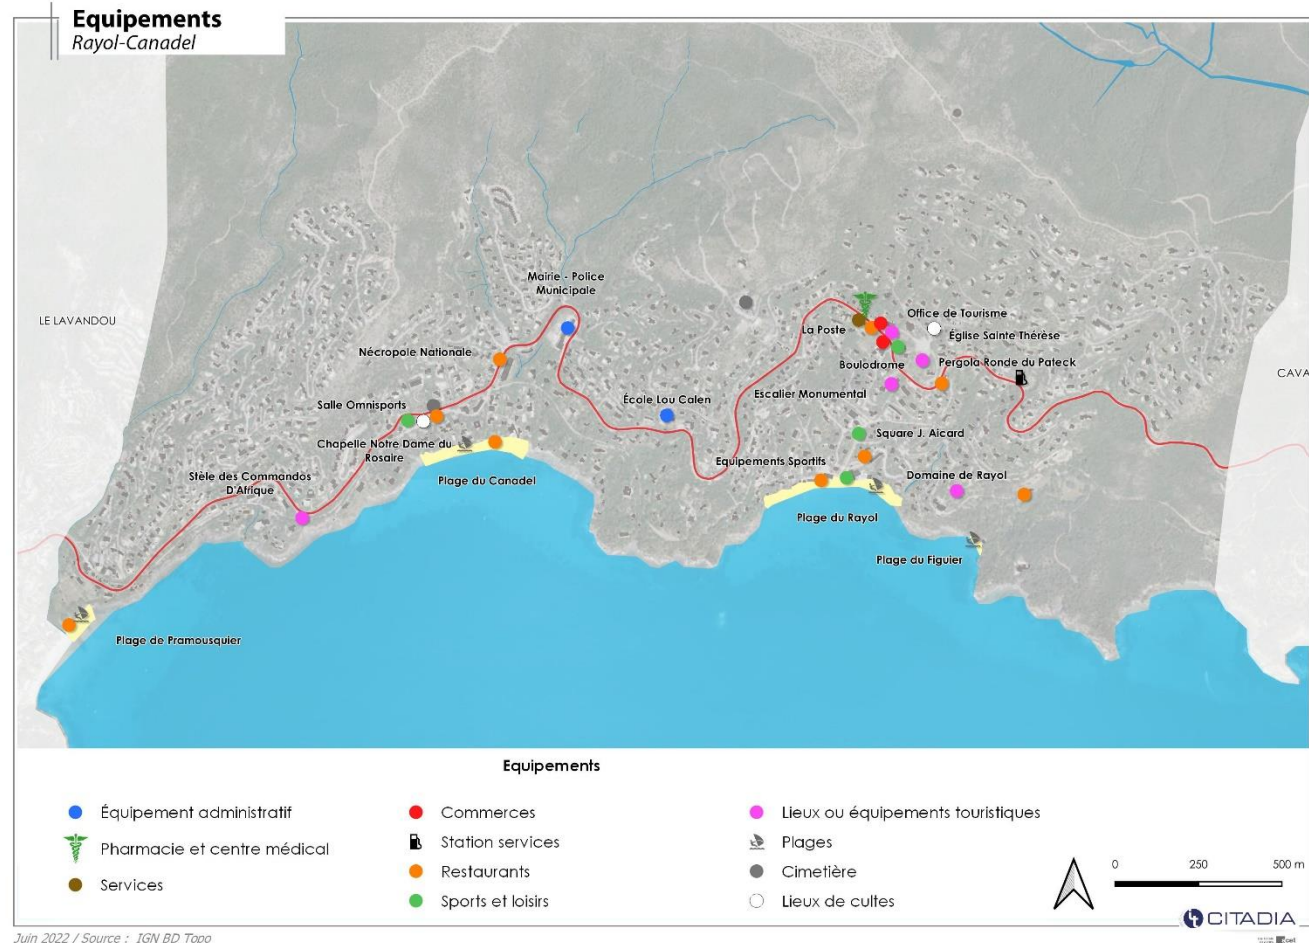 Equipements
Rayol-Canadel
LE LAVANDOU
Mairie - Police
Municipale
Nécropole Nationale
Salle Omnisports
Chapelle Notre Dame du
Rosaire
Stèle des Commandos
D'Afrique
Plage du Canadel
Plage de Pramousquier
École Lou Calen
La Poste
Office de Tourisme
Église Sainte Thérèse
Boulodrome
Pergola Ronde du Pateck
Escalier Monumental
CAVA
Square J. Aicard
Equipements Sportifs
Domaine de Rayol
Plage du Rayol
Plage du Figuier
Equipements
Équipement administratif
Pharmacie et centre médical
Services
Commerces
Station services
Restaurants
Sports et loisirs
Lieux ou équipements touristiques
Plages
Cimetière
Lieux de cultes
0 250 500 m
CITADIA
Juin 2022 / Source : IGN BD Topo